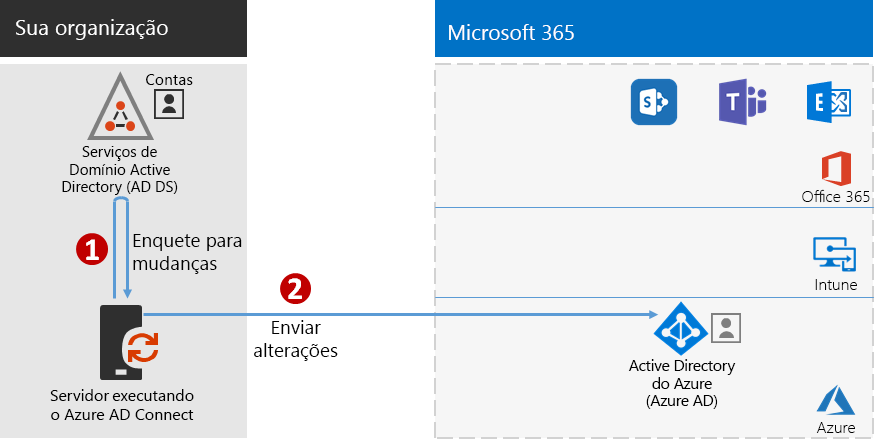 Sua organização
Microsoft 365
Contas
Serviços de
Domínio Active
Directory (AD DS)
S
T
E
Office 365
1
Enquete para
mudanças
Intune
2
Enviar
alterações
Servidor executando
o Azure AD Connect
Active Directory
do Azure
(Azure AD)
Azure